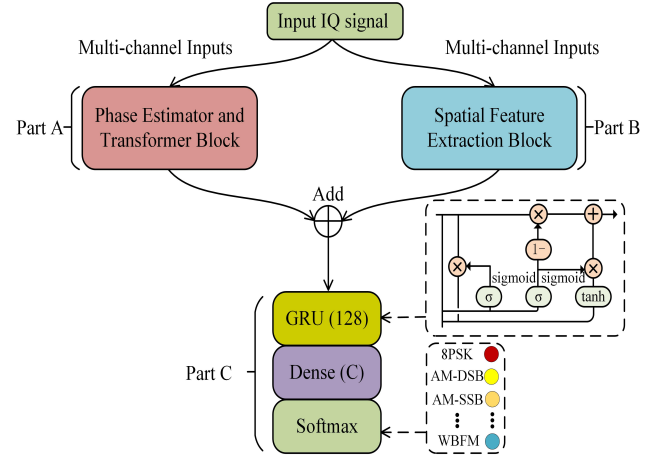 Input IQ signal
Multi-channel Inputs
Multi-channel Inputs
Part A
Phase Estimator and
Transformer Block
Spatial Feature
Extraction Block
Part B
Add
1−
sigmoid
sigmoid
σ
σ
tanh
Part C
GRU (128)
Dense (C)
Softmax
8PSK
AM-DSB
AM-SSB
WBFM